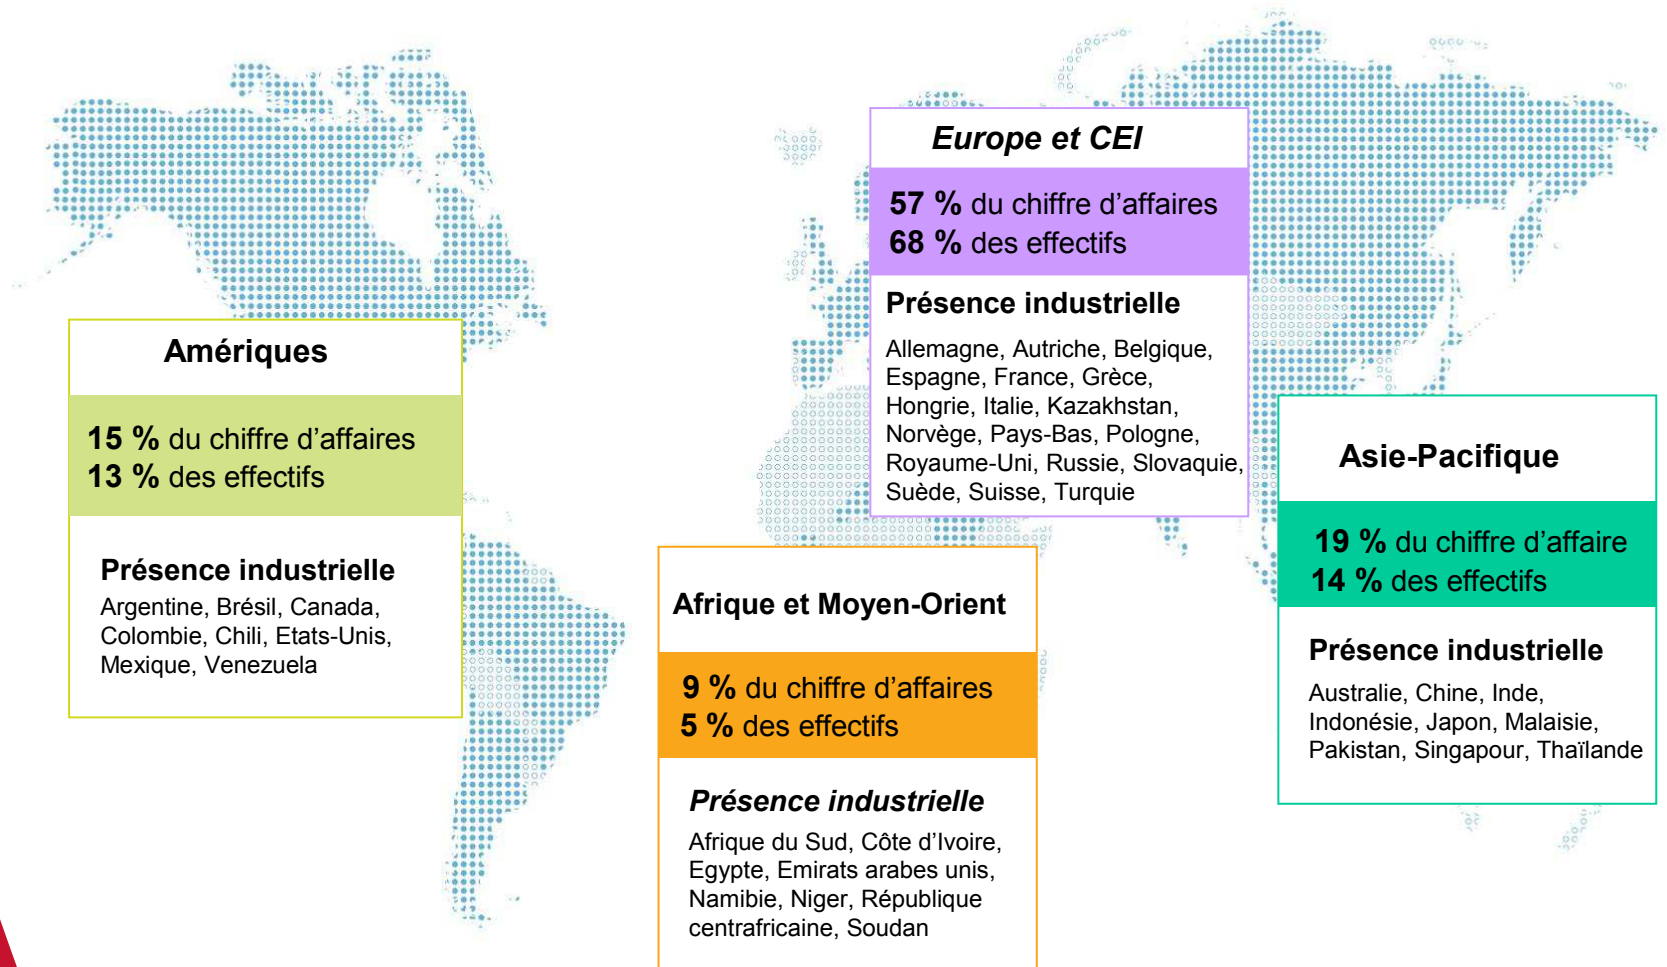 Amériques
15 % du chiffre d’affaires
13 % des effectifs
Présence industrielle
Argentine, Brésil, Canada,
Colombie, Chili, Etats-Unis,
Mexique, Venezuela
Europe et CEI
57 % du chiffre d’affaires
68 % des effectifs
Présence industrielle
Allemagne, Autriche, Belgique,
Espagne, France, Grèce,
Hongrie, Italie, Kazakhstan,
Norvège, Pays-Bas, Pologne,
Royaume-Uni, Russie, Slovaquie,
Suède, Suisse, Turquie
Afrique et Moyen-Orient
9 % du chiffre d’affaires
5 % des effectifs
Présence industrielle
Afrique du Sud, Côte d’Ivoire,
Egypte, Emirats arabes unis,
Namibie, Niger, République
centrafricaine, Soudan
Asie-Pacifique
19 % du chiffre d’affaire
14 % des effectifs
Présence industrielle
Australie, Chine, Inde,
Indonésie, Japon, Malaisie,
Pakistan, Singapour, Thaïlande